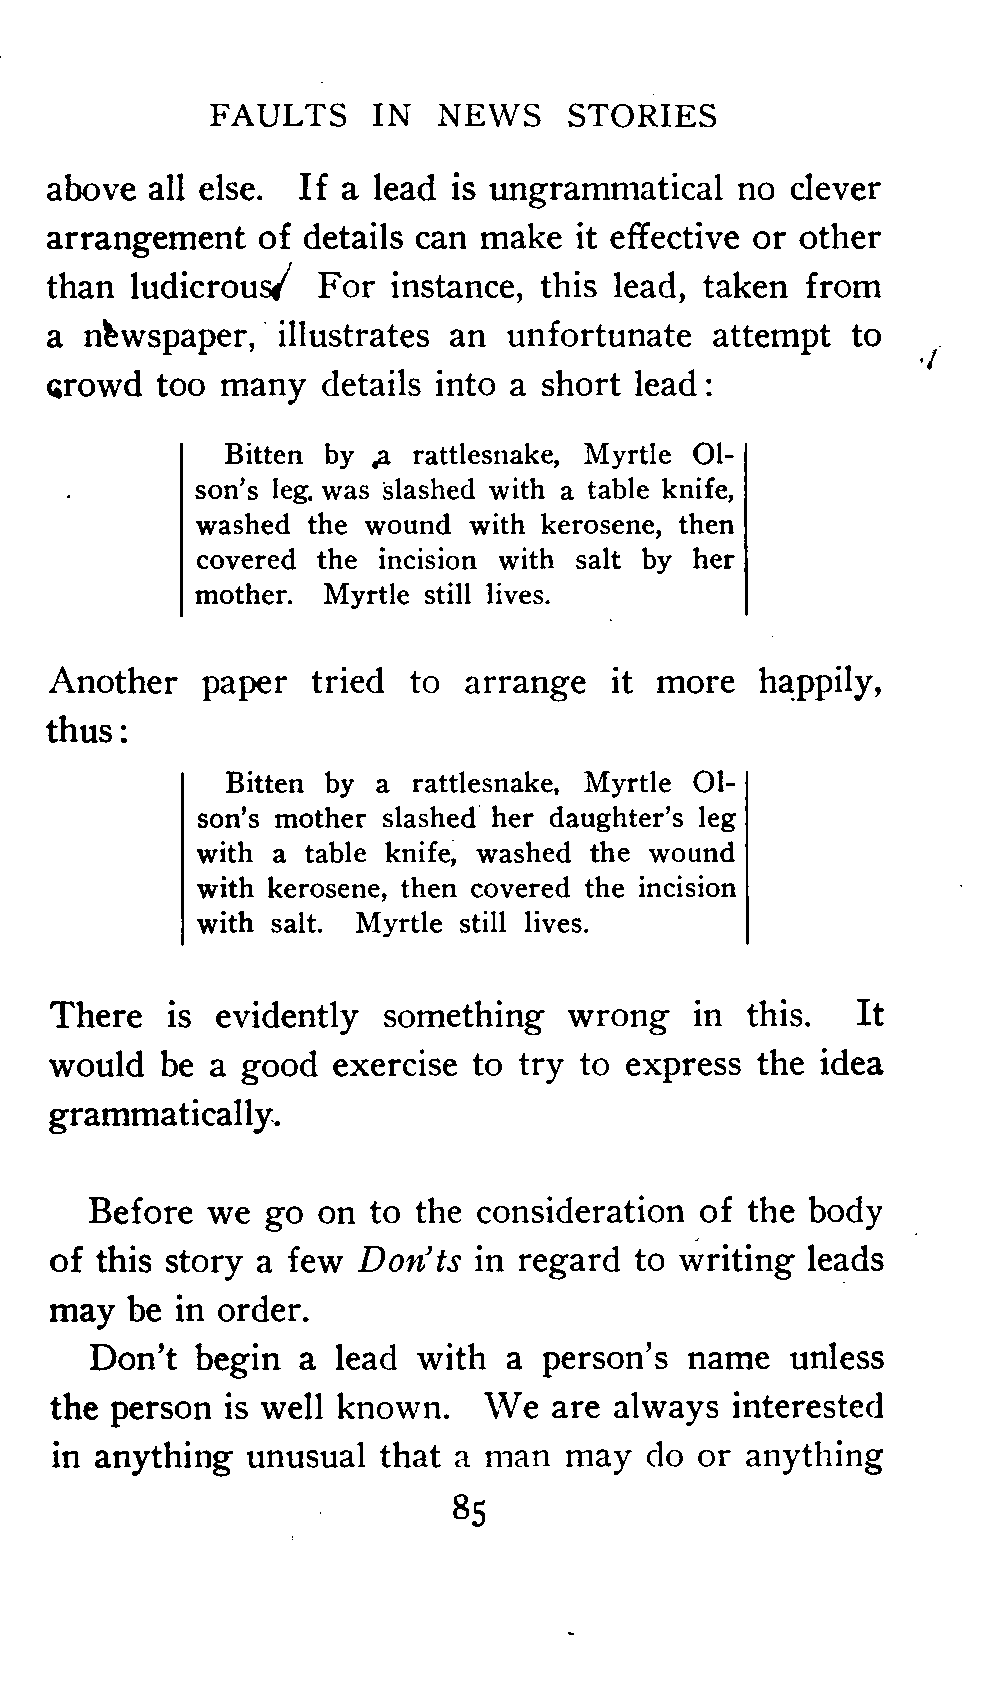 FAULTS IN NEWS STORIES
above all else. If a lead is ungrammatical no clever
arrangement of details can make it effective or other
than ludicrous. For instance, this lead, taken from
a newspaper, illustrates an unfortunate attempt to
crowd too many details into a short lead:
Bitten by a rattlesnake, Myrtle Ol-
son's leg. was slashed with a table knife,
washed the wound with kerosene, then
covered the incision with salt by her
mother. Myrtle still lives.
Another paper tried to arrange it more happily,
thus:
Bitten by a rattlesnake, Myrtle Ol-
son's mother slashed her daughter's leg
with a table knife, washed the wound
with kerosene, then covered the incision
with salt. Myrtle still lives.
There is evidently something wrong in this. It
would be a good exercise to try to express the idea
grammatically.
Before we go on to the consideration of the body
of this story a few Don'ts in regard to writing leads
may be in order.
Don't begin a lead with a person's name unless
the person is well known. We are always interested
in anything unusual that a man may do or anything
85